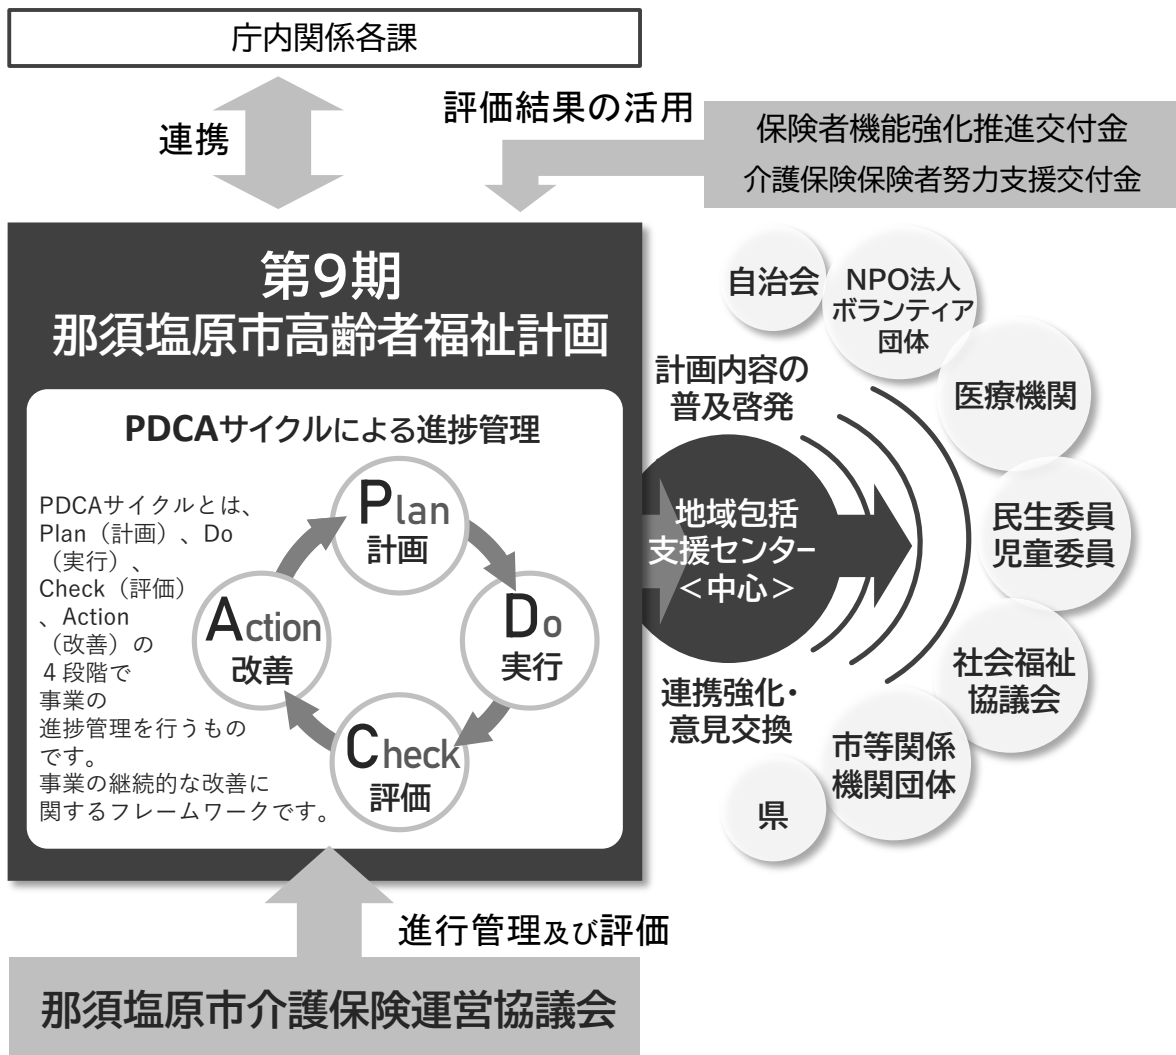 庁内関係各課
連携
評価結果の活用
保険者機能強化推進交付金
介護保険保険者努力支援交付金
第9期
那須塩原市高齢者福祉計画
PDCAサイクルによる進捗管理
PDCAサイクルとは、
Plan（計画）、Do
（実行）、
Check（評価）
、Action
（改善）の
４段階で
事業の
進捗管理を行うもの
です。
事業の継続的な改善に
関するフレームワークです。
Plan
計画
Do
実行
Check
評価
Action
改善
計画内容の
普及啓発
地域包括
支援センター
＜中心＞
連携強化・
意見交換
自治会
NPO法人
ボランティア
団体
医療機関
民生委員
児童委員
社会福祉
協議会
市等関係
機関団体
県
進行管理及び評価
那須塩原市介護保険運営協議会